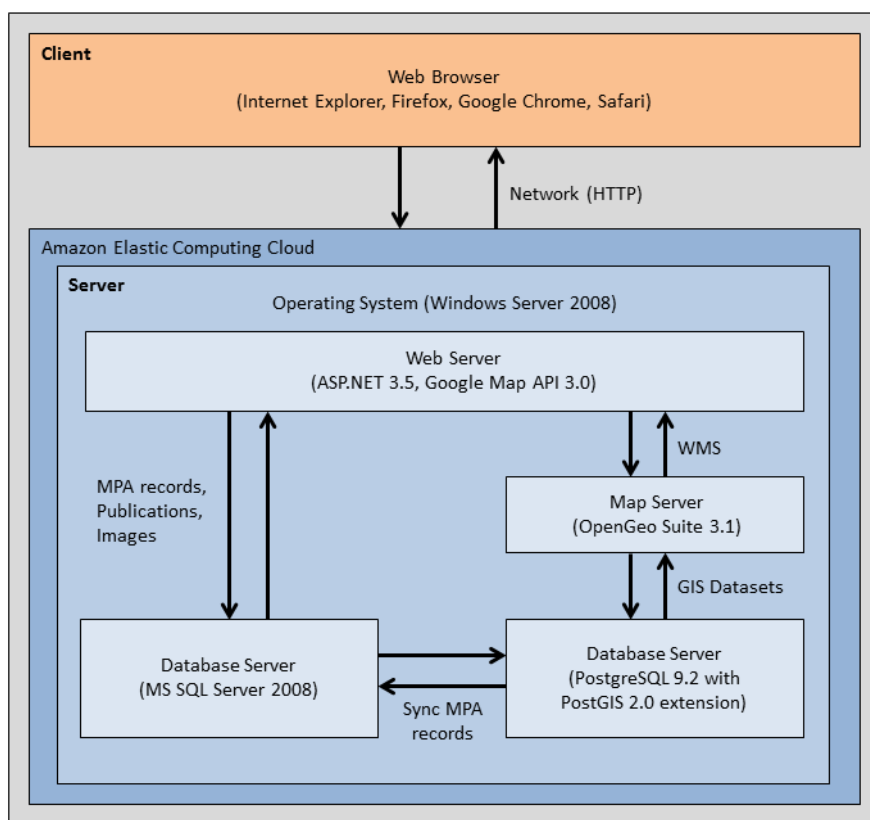 Client
Web Browser
(Internet Explorer, Firefox, Google Chrome, Safari)
Network (HTTP)
Amazon Elastic Computing Cloud
Server
Operating System (Windows Server 2008)
Web Server
(ASP.NET 3.5, Google Map API 3.0)
WMS
MPA records,
Publications,
Images
Map Server
(OpenGeo Suite 3.1)
GIS Datasets
Database Server
(MS SQL Server 2008)
Sync MPA
records
Database Server
(PostgreSQL 9.2 with
PostGIS 2.0 extension)